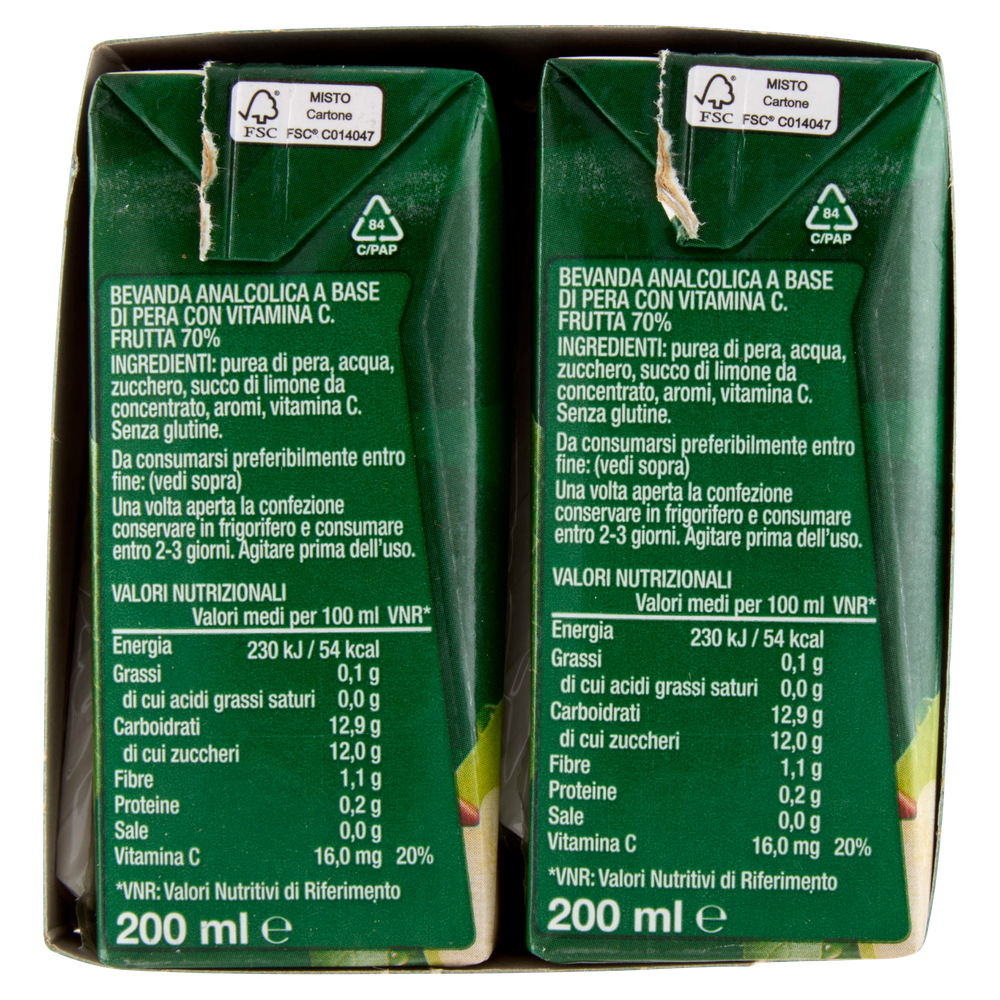 MISTO
Cartone
FSC FSC® C014047
84
C/PAP
BEVANDA ANALCOLICA A BASE
DI PERA CON VITAMINA C.
FRUTTA 70%
INGREDIENTI: purea di pera, acqua,
zucchero, succo di limone da
concentrato, aromi, vitamina C.
Senza glutine.
Da consumarsi preferibilmente entro
fine: (vedi sopra)
Una volta aperta la confezione
conservare in frigorifero e consumare
entro 2-3 giorni. Agitare prima dell'uso.
VALORI NUTRIZIONALI
Valori medi per 100 ml VNR*
Energia 230 kJ / 54 kcal
Grassi 0,1 g
di cui acidi grassi saturi 0,0 g
Carboidrati 12,9 g
di cui zuccheri 12,0 g
Fibre 1,1 g
Proteine 0,2 g
Sale 0,0 g
Vitamina C 16,0 mg 20%
*VNR: Valori Nutritivi di Riferimento
200 ml e
MISTO
Cartone
FSC FSC® C014047
84
C/PAP
BEVANDA ANALCOLICA A BASE
DI PERA CON VITAMINA C.
FRUTTA 70%
INGREDIENTI: purea di pera, acqua,
zucchero, succo di limone da
concentrato, aromi, vitamina C.
Senza glutine.
Da consumarsi preferibilmente entro
fine: (vedi sopra)
Una volta aperta la confezione
conservare in frigorifero e consumare
entro 2-3 giorni. Agitare prima dell'uso.
VALORI NUTRIZIONALI
Valori medi per 100 ml VNR*
Energia 230 kJ / 54 kcal
Grassi 0,1 g
di cui acidi grassi saturi 0,0 g
Carboidrati 12,9 g
di cui zuccheri 12,0 g
Fibre 1,1 g
Proteine 0,2 g
Sale 0,0 g
Vitamina C 16,0 mg 20%
*VNR: Valori Nutritivi di Riferimento
200 ml e